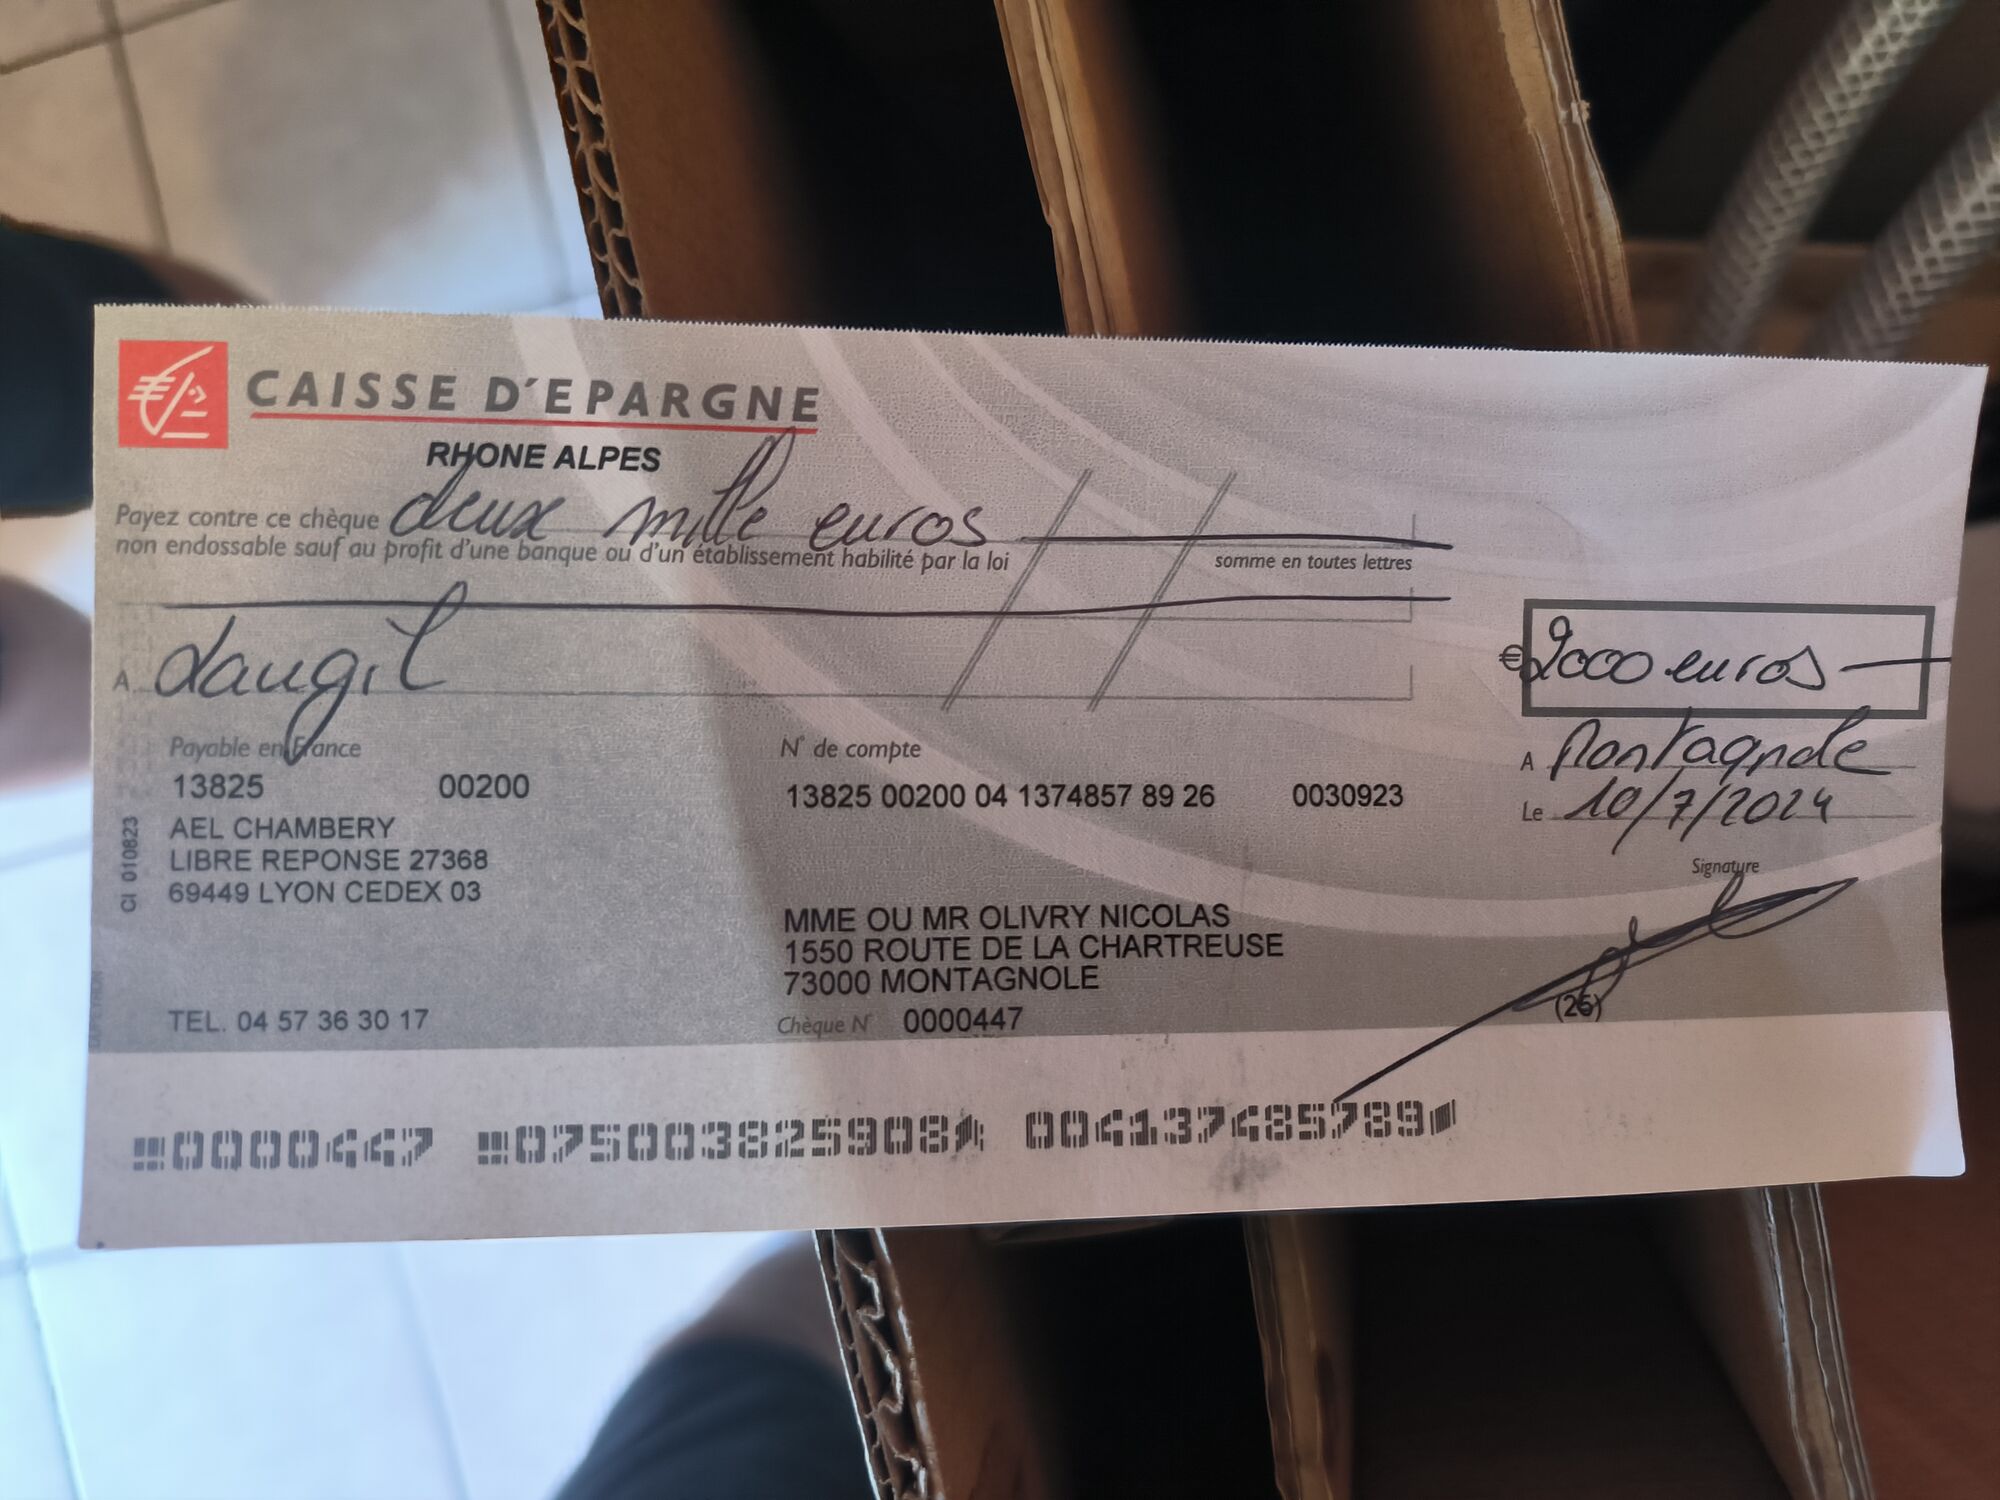 CAISSE D'EPARGNE
RHONE ALPES
Payez contre ce chèque deux mille euros
non endossable sauf au profit d'une banque ou d'un établissement habilité par la loi
somme en toutes lettres
A Laugil
€ 2000 euros
A Montagnole
Le 10/7/2024
Signature
Payable en France
13825 00200
AEL CHAMBERY
LIBRE REPONSE 27368
69449 LYON CEDEX 03
TEL. 04 57 36 30 17
CI 010823
N° de compte
13825 00200 04 1374857 89 26 0030923
MME OU MR OLIVRY NICOLAS
1550 ROUTE DE LA CHARTREUSE
73000 MONTAGNOLE
Chèque N° 0000447
(26)
0000447 075003825908 004137485789